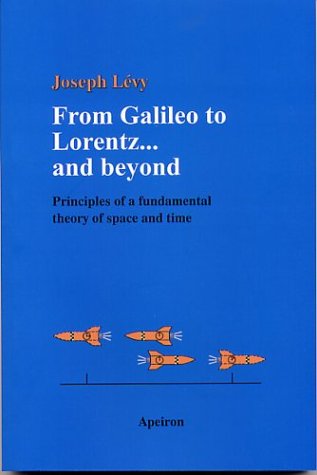 Joseph Lévy
From Galileo to
Lorentz...
and beyond
Principles of a fundamental
theory of space and time
Apeiron